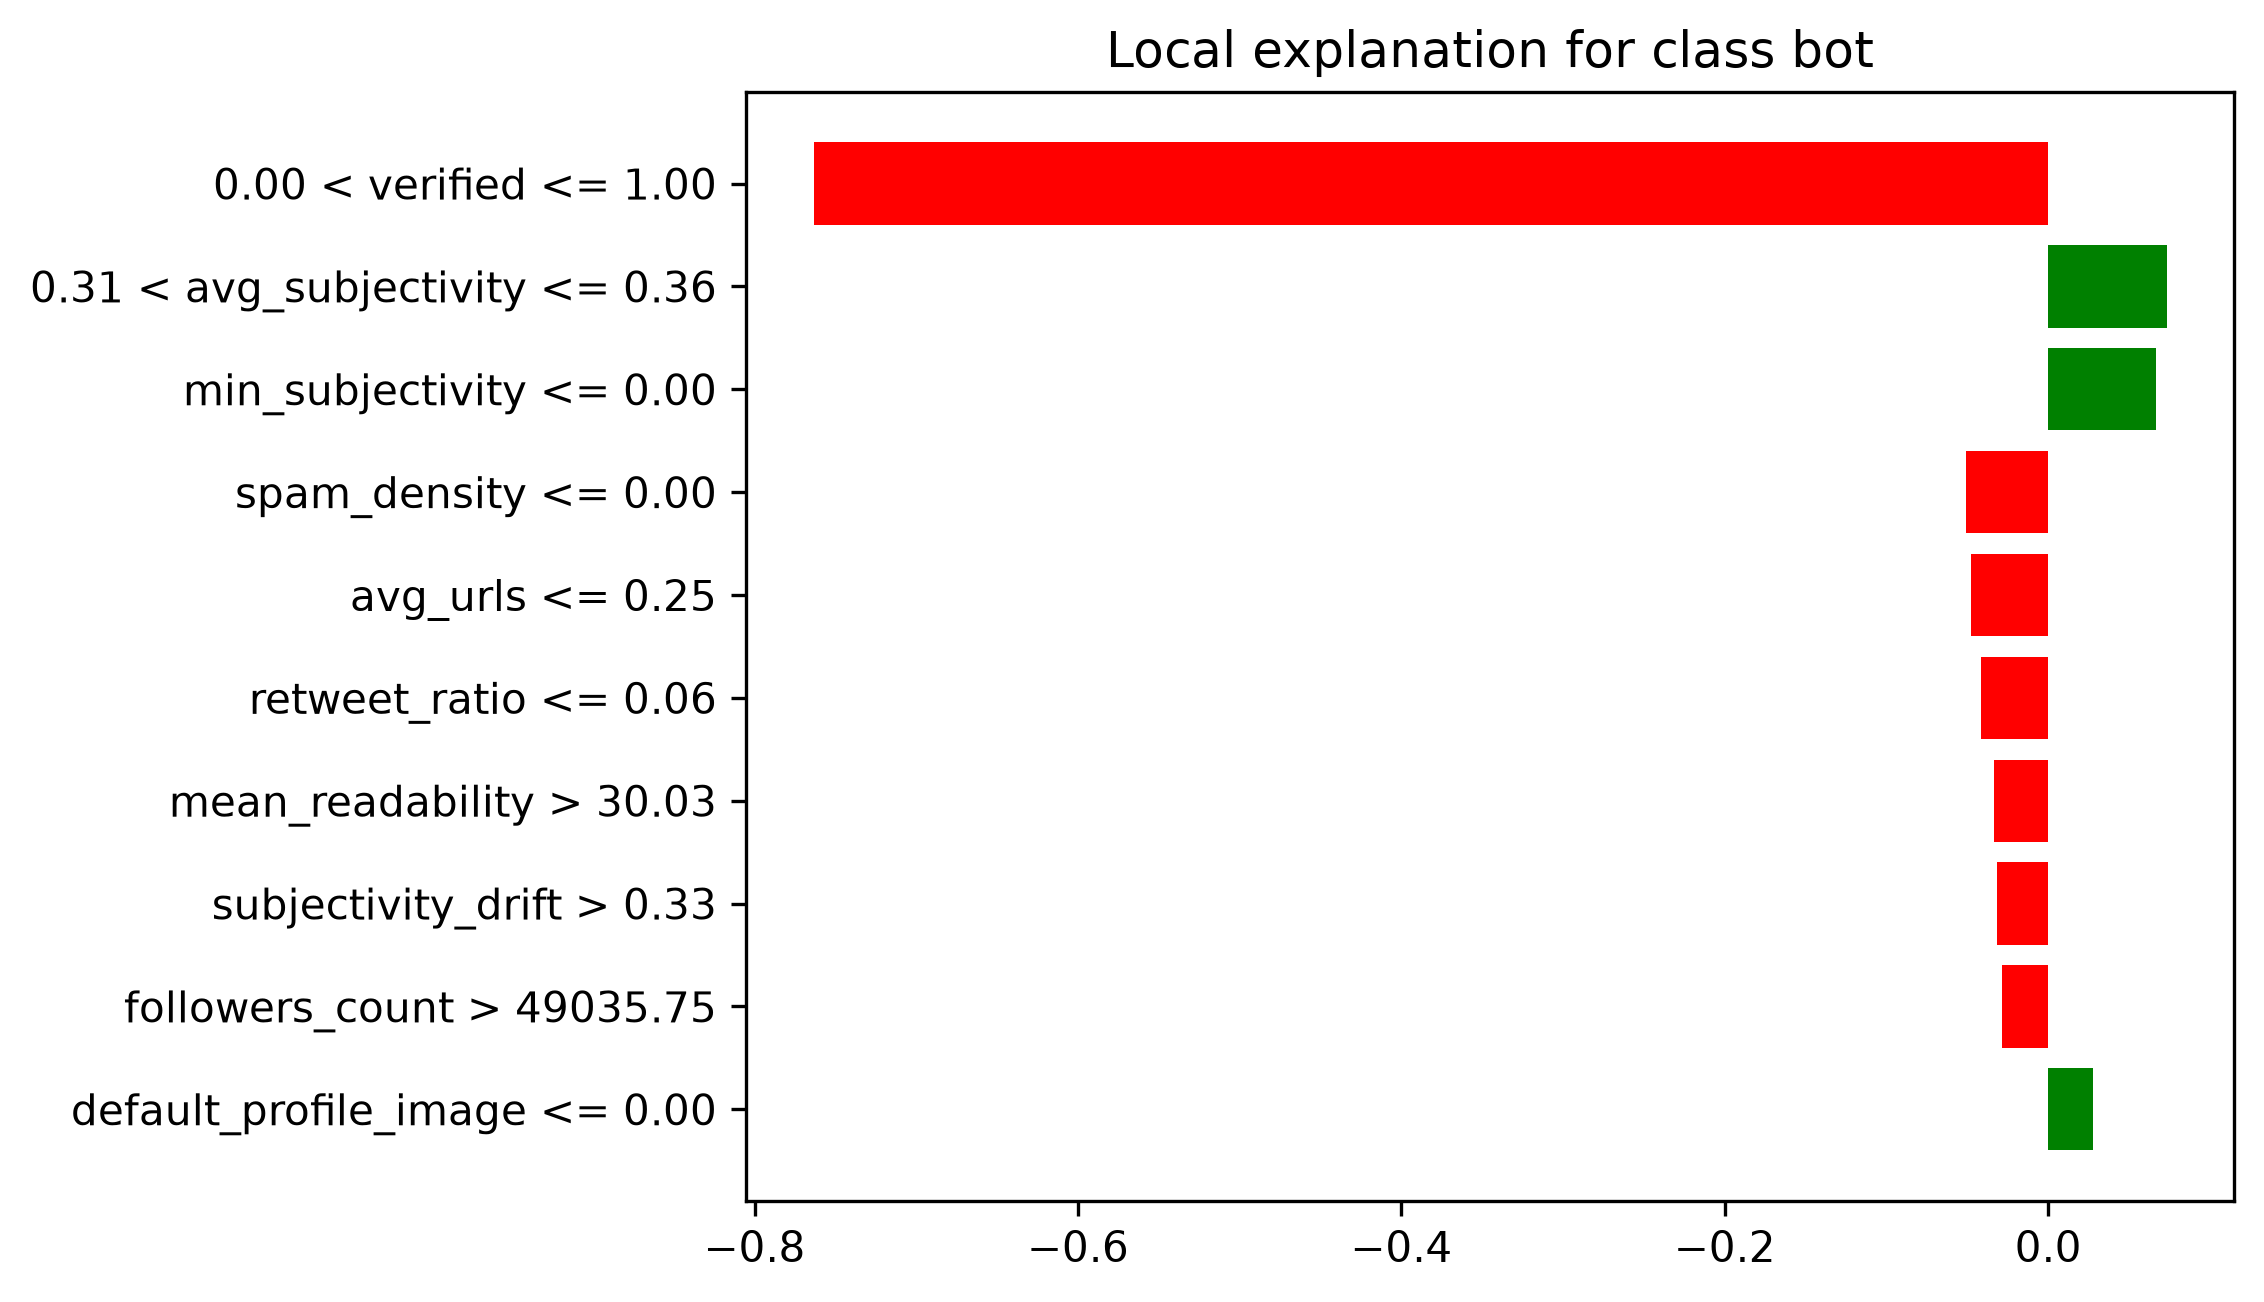 Local explanation for class bot
0.00 < verified <= 1.00
0.31 < avg_subjectivity <= 0.36
min_subjectivity <= 0.00
spam_density <= 0.00
avg_urls <= 0.25
retweet_ratio <= 0.06
mean_readability > 30.03
subjectivity_drift > 0.33
followers_count > 49035.75
default_profile_image <= 0.00
−0.8 −0.6 −0.4 −0.2 0.0